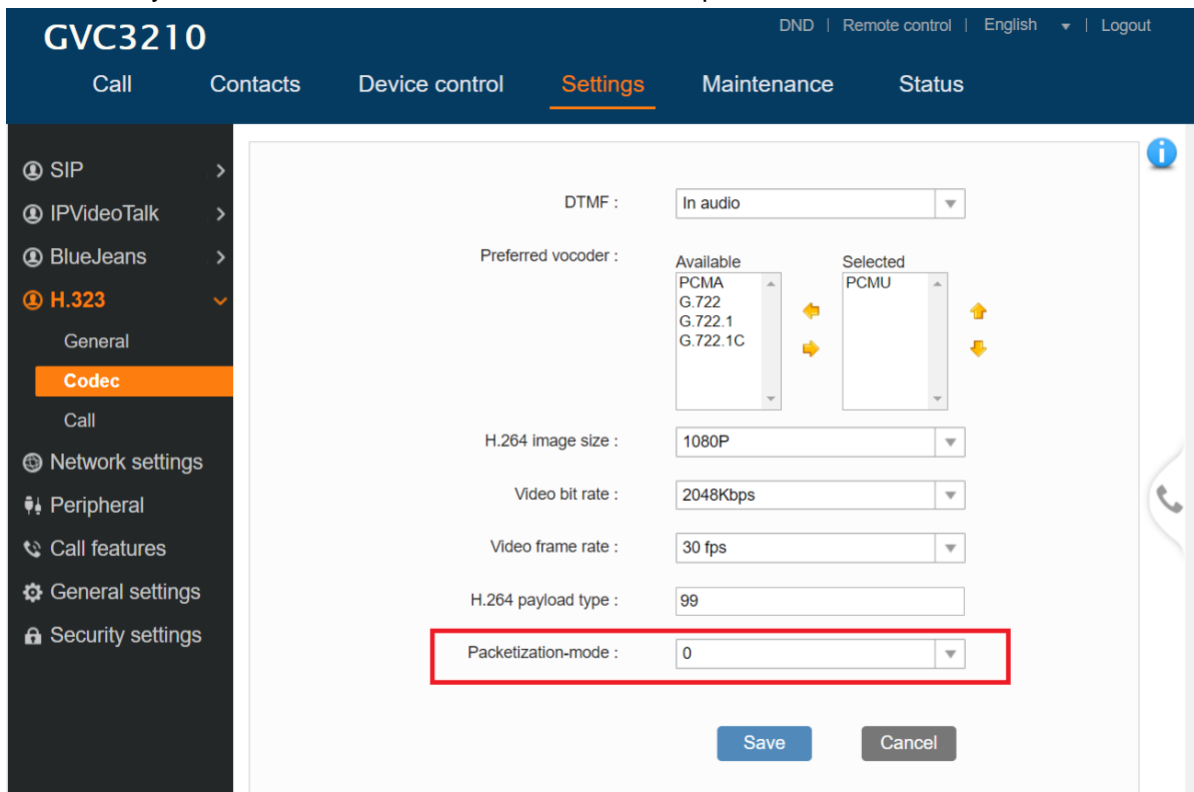 GVC3210
DND | Remote control | English | Logout
Call Contacts Device control Settings Maintenance Status
SIP
IPVideoTalk
BlueJeans
H.323
General
Codec
Call
Network settings
Peripheral
Call features
General settings
Security settings
DTMF : In audio
Preferred vocoder :
Available Selected
PCMA PCMU
G.722
G.722.1
G.722.1C
H.264 image size : 1080P
Video bit rate : 2048Kbps
Video frame rate : 30 fps
H.264 payload type : 99
Packetization-mode : 0
Save Cancel